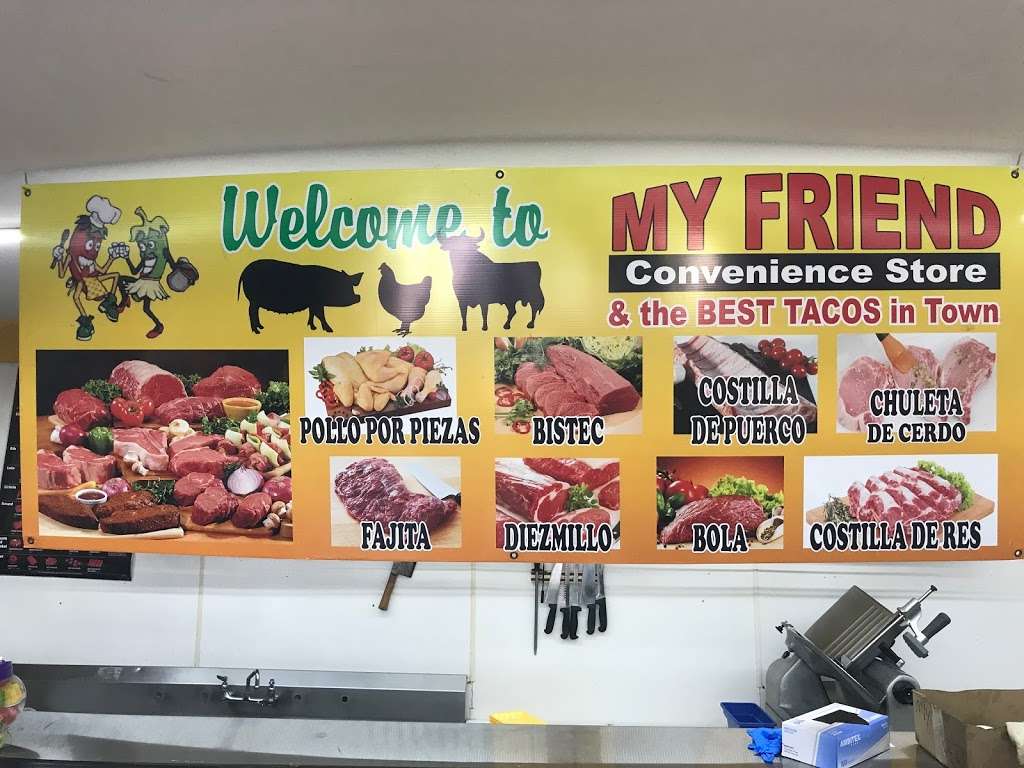 Welcome to
MY FRIEND
Convenience Store
& the BEST TACOS in Town
POLLO POR PIEZAS
BISTEC
COSTILLA
DE PUERCO
CHULETA
DE CERDO
FAJITA
DIEZMILLO
BOLA
COSTILLA DE RES
AMBITEX